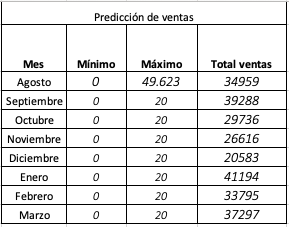 Predicción de ventas
Mes Mínimo Máximo Total ventas
Agosto 0 49.623 34959
Septiembre 0 20 39288
Octubre 0 20 29736
Noviembre 0 20 26616
Diciembre 0 20 20583
Enero 0 20 41194
Febrero 0 20 33795
Marzo 0 20 37297